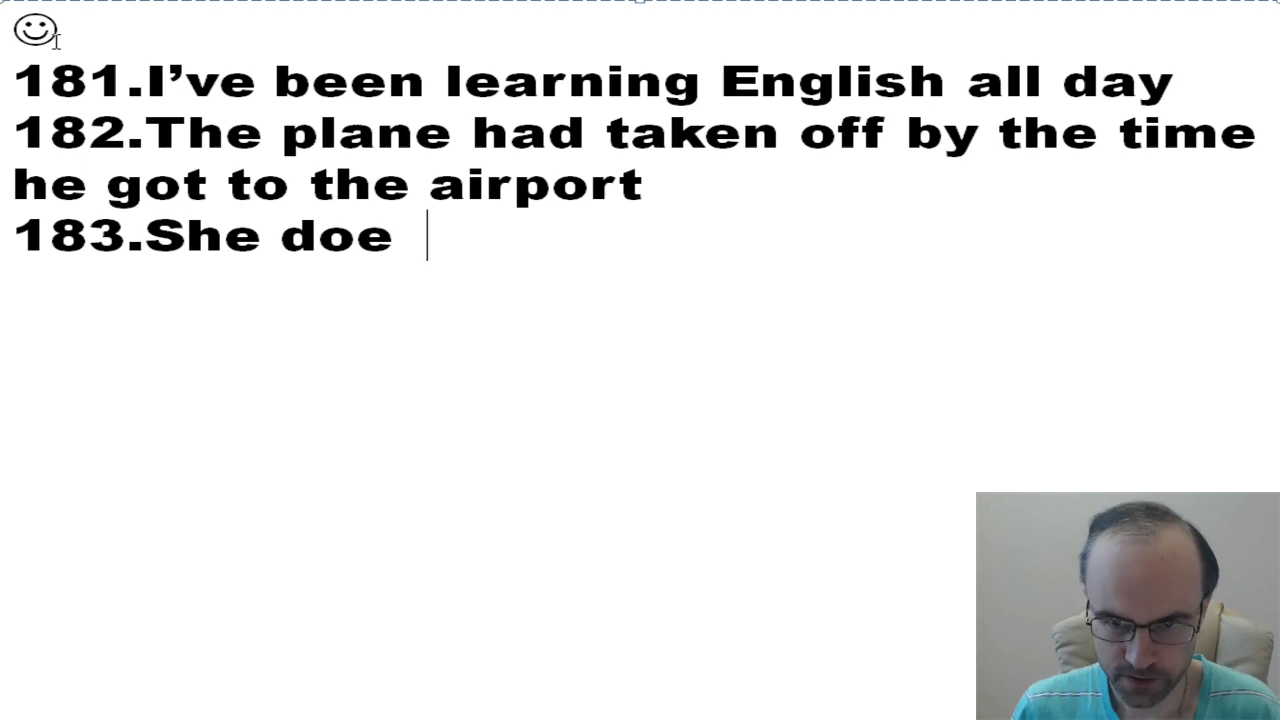 181.I’ve been learning English all day
182.The plane had taken off by the time
he got to the airport
183.She doe